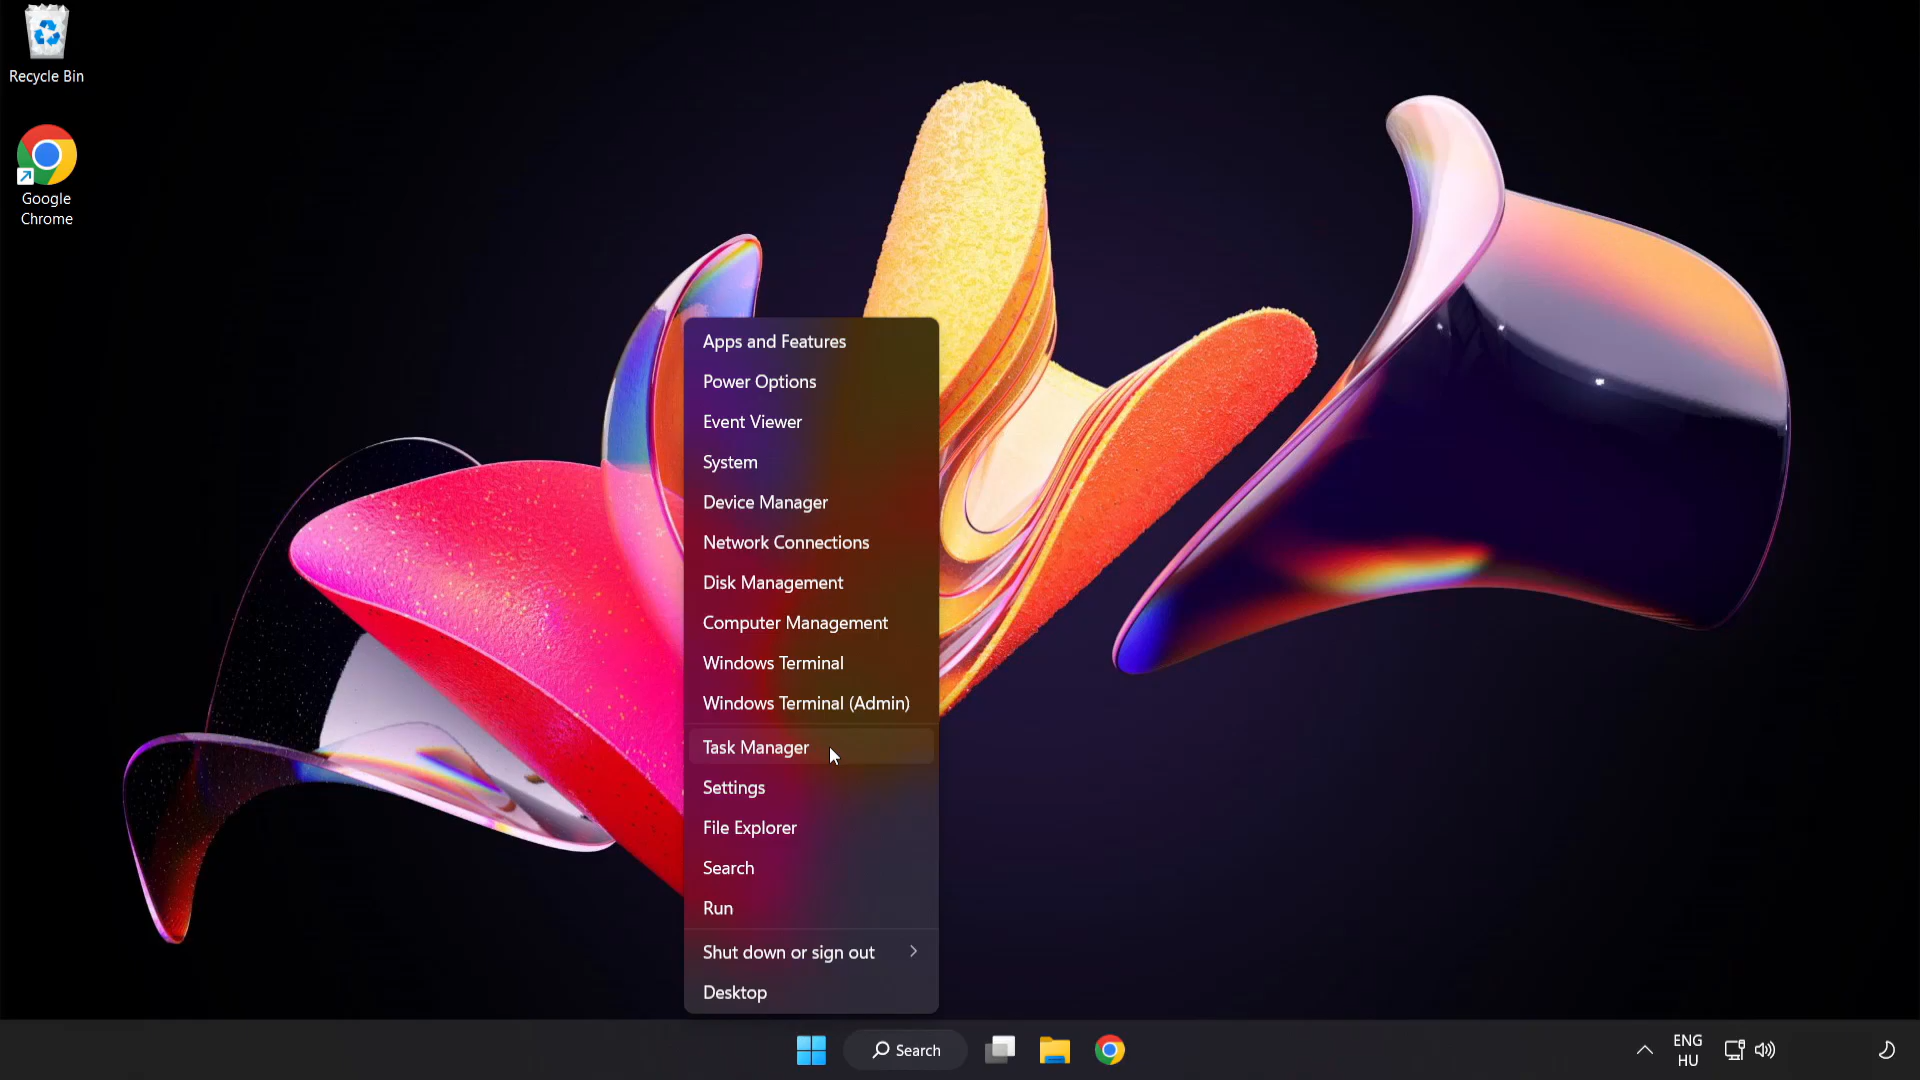 Recycle Bin
Google
Chrome
Apps and Features
Power Options
Event Viewer
System
Device Manager
Network Connections
Disk Management
Computer Management
Windows Terminal
Windows Terminal (Admin)
Task Manager
Settings
File Explorer
Search
Run
Shut down or sign out
Desktop
Search
ENG
HU